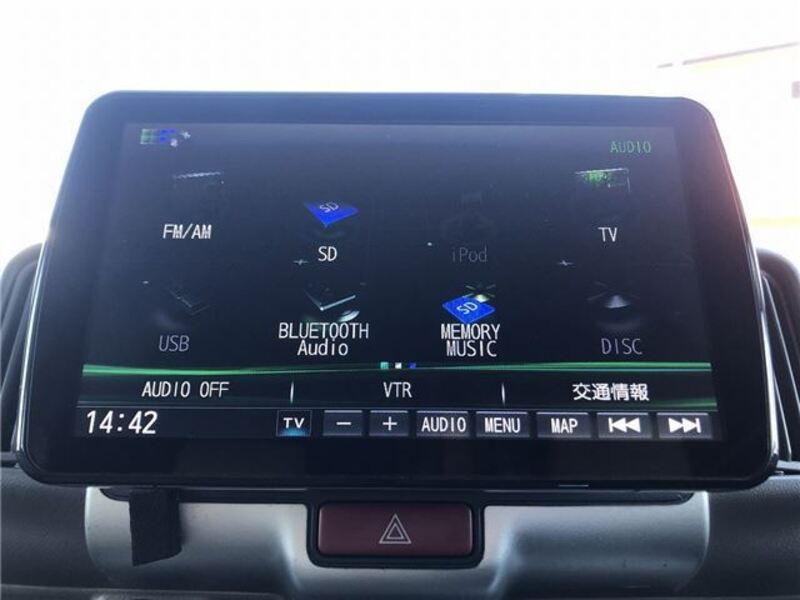 AUDIO
FM/AM
SD
SD
iPod
TV
USB
BLUETOOTH
Audio
SD
MEMORY
MUSIC
DISC
AUDIO OFF
VTR
交通情報
14:42
TV
−
+
AUDIO
MENU
MAP